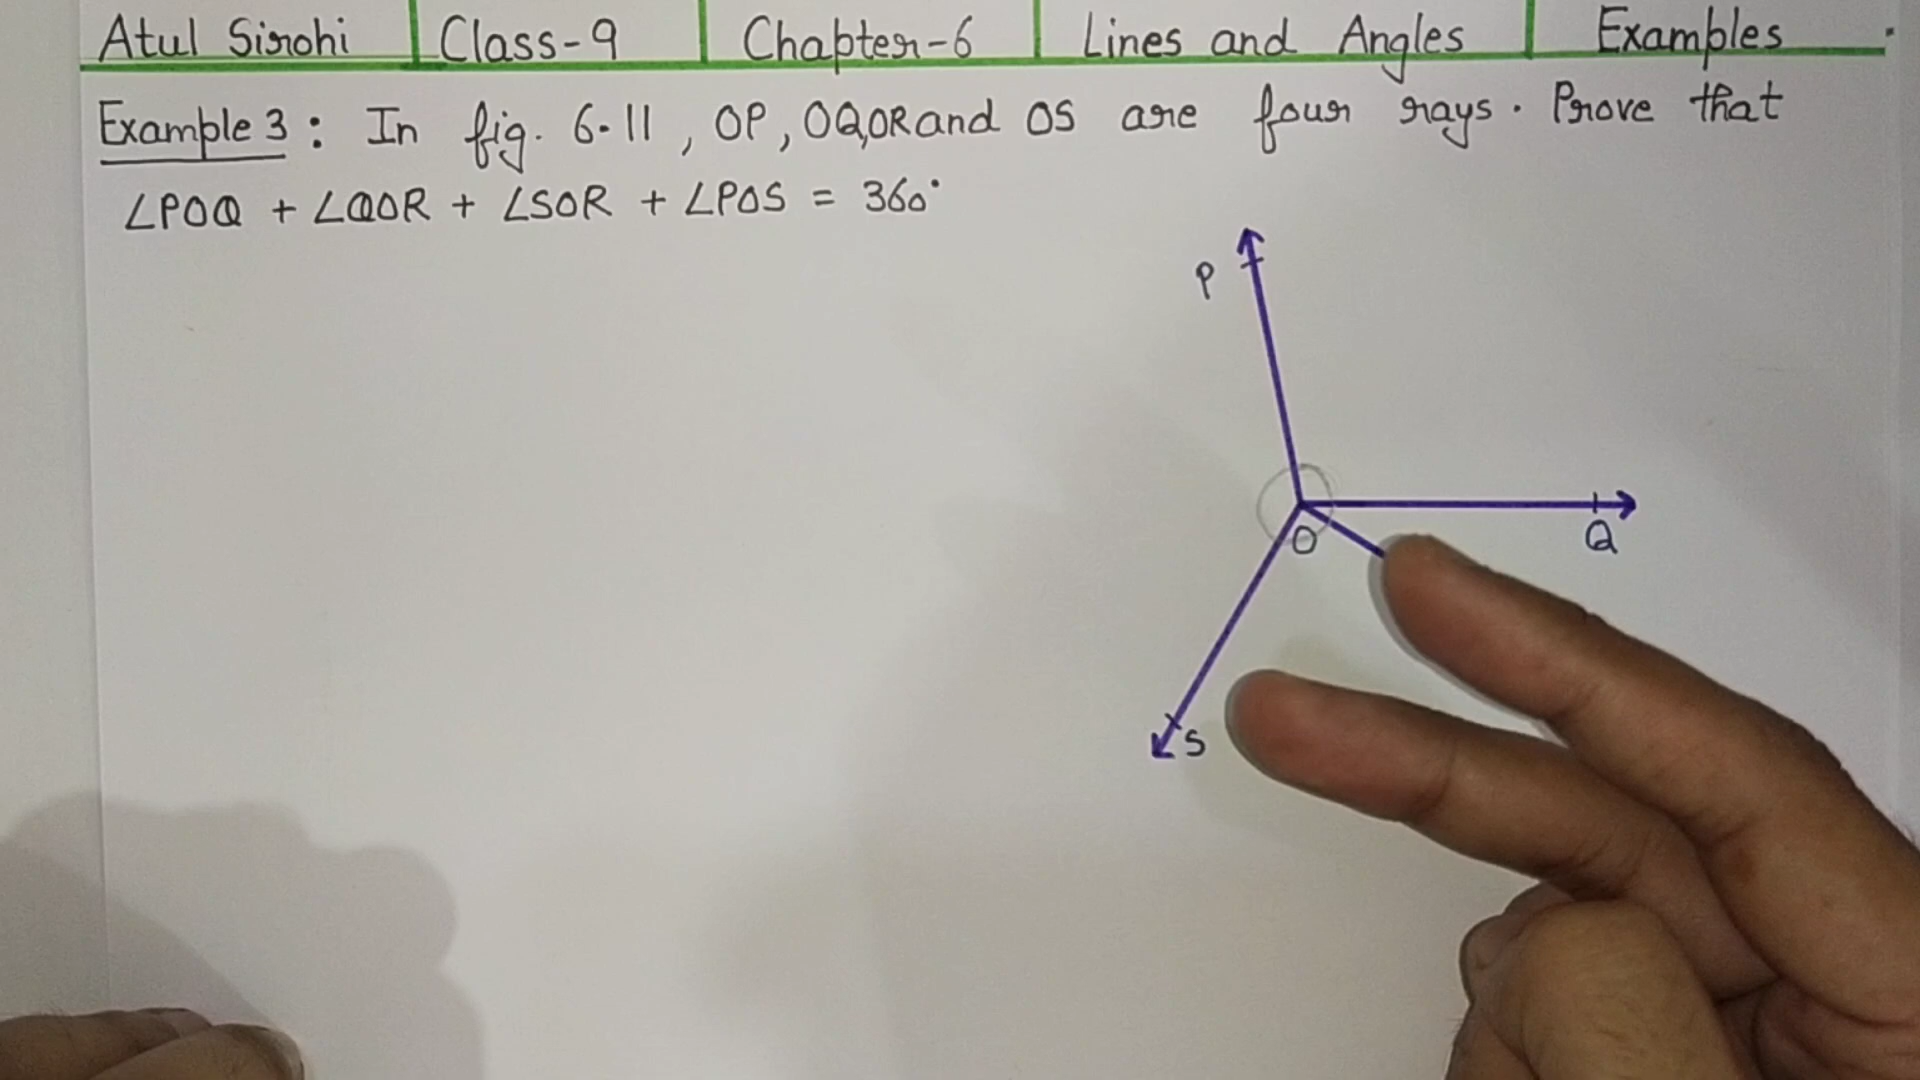 Atul Sirohi Class-9 Chapter-6 Lines and Angles Examples
Example 3 : In fig. 6.11 , OP, OQ,OR and OS are four rays. Prove that
∠POQ + ∠QOR + ∠SOR + ∠POS = 360°
P
O
Q
S